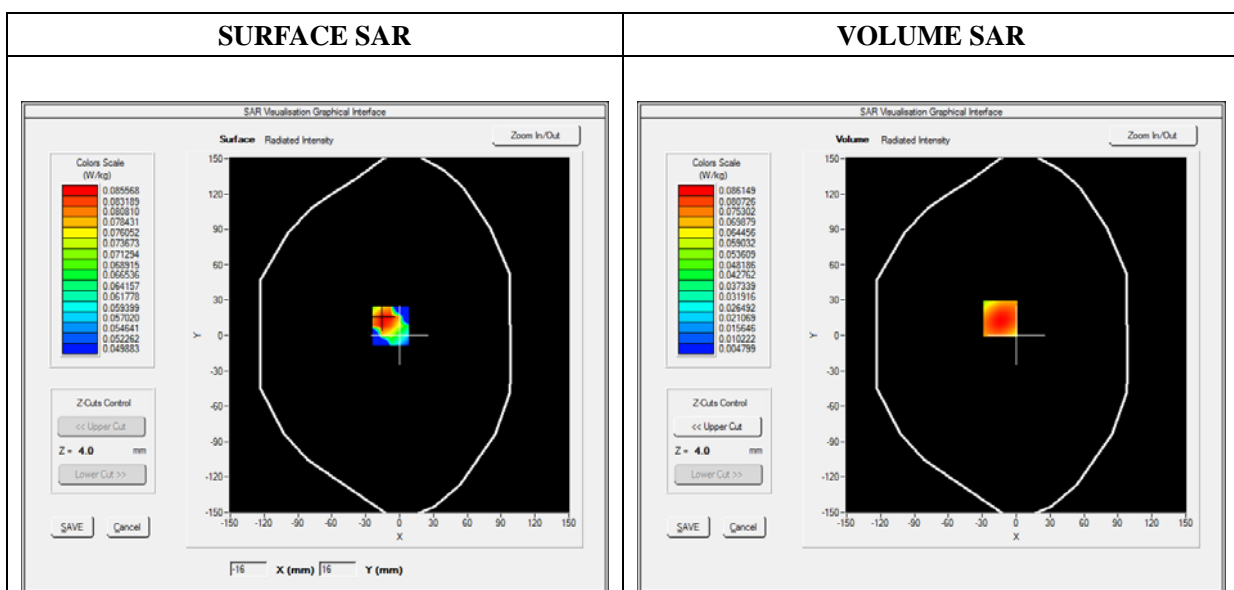 SURFACE SAR
SAR Visualisation Graphical Interface
Surface Radiated Intensity
Zoom In/Out
Colors Scale
(W/kg)
0.085568
0.083189
0.080810
0.078431
0.076052
0.073673
0.071294
0.068915
0.066536
0.064157
0.061778
0.059399
0.057020
0.054641
0.052262
0.049883
Z-Cuts Control
<< Upper Cut
Z = 4.0 mm
Lower Cut >>
SAVE Cancel
150
120
90
60
30
0
-30
-60
-90
-120
-150
Y
-150 -120 -90 -60 -30 0 30 60 90 120 150
X
-16 X (mm) 16 Y (mm)
VOLUME SAR
SAR Visualisation Graphical Interface
Volume Radiated Intensity
Zoom In/Out
Colors Scale
(W/kg)
0.086149
0.080726
0.075302
0.069879
0.064456
0.059032
0.053609
0.048186
0.042762
0.037339
0.031916
0.026492
0.021069
0.015646
0.010222
0.004799
Z-Cuts Control
<< Upper Cut
Z = 4.0 mm
Lower Cut >>
SAVE Cancel
150
120
90
60
30
0
-30
-60
-90
-120
-150
Y
-150 -120 -90 -60 -30 0 30 60 90 120 150
X